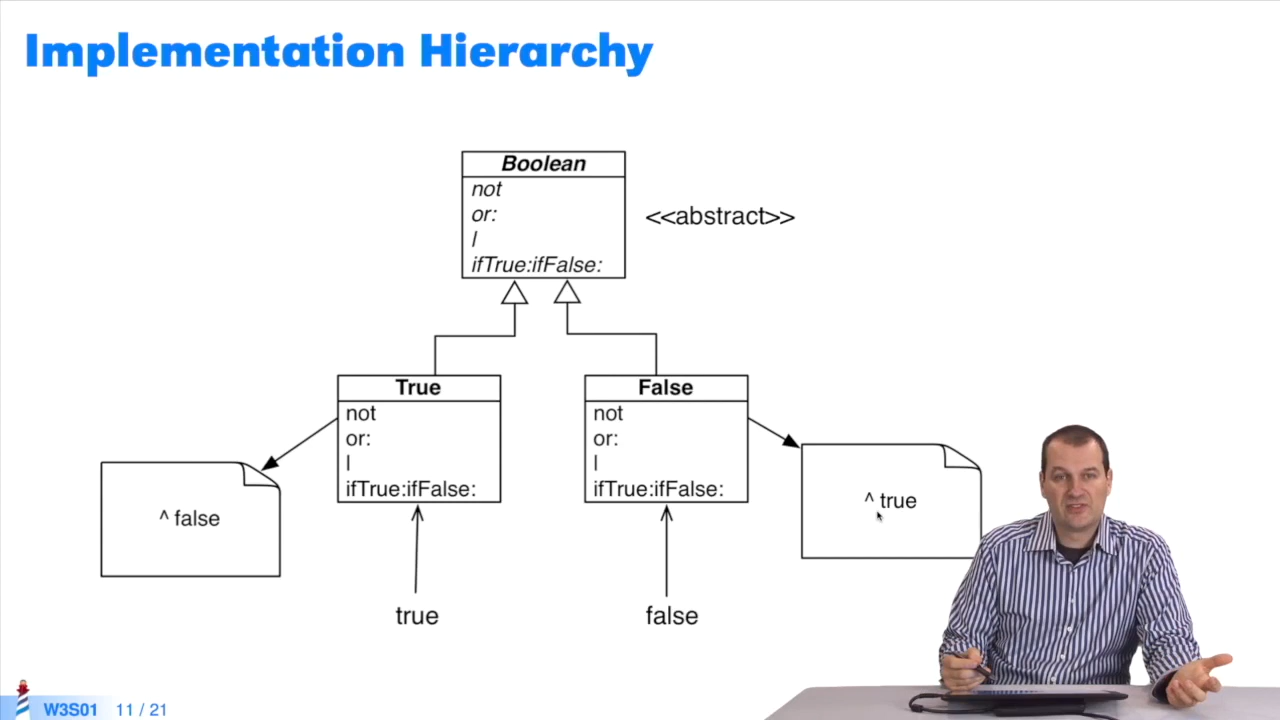 Implementation Hierarchy
Boolean
not
or:
|
ifTrue:ifFalse:
<<abstract>>
True
not
or:
|
ifTrue:ifFalse:
False
not
or:
|
ifTrue:ifFalse:
^ false
^ true
true
false
W3S01 11 / 21